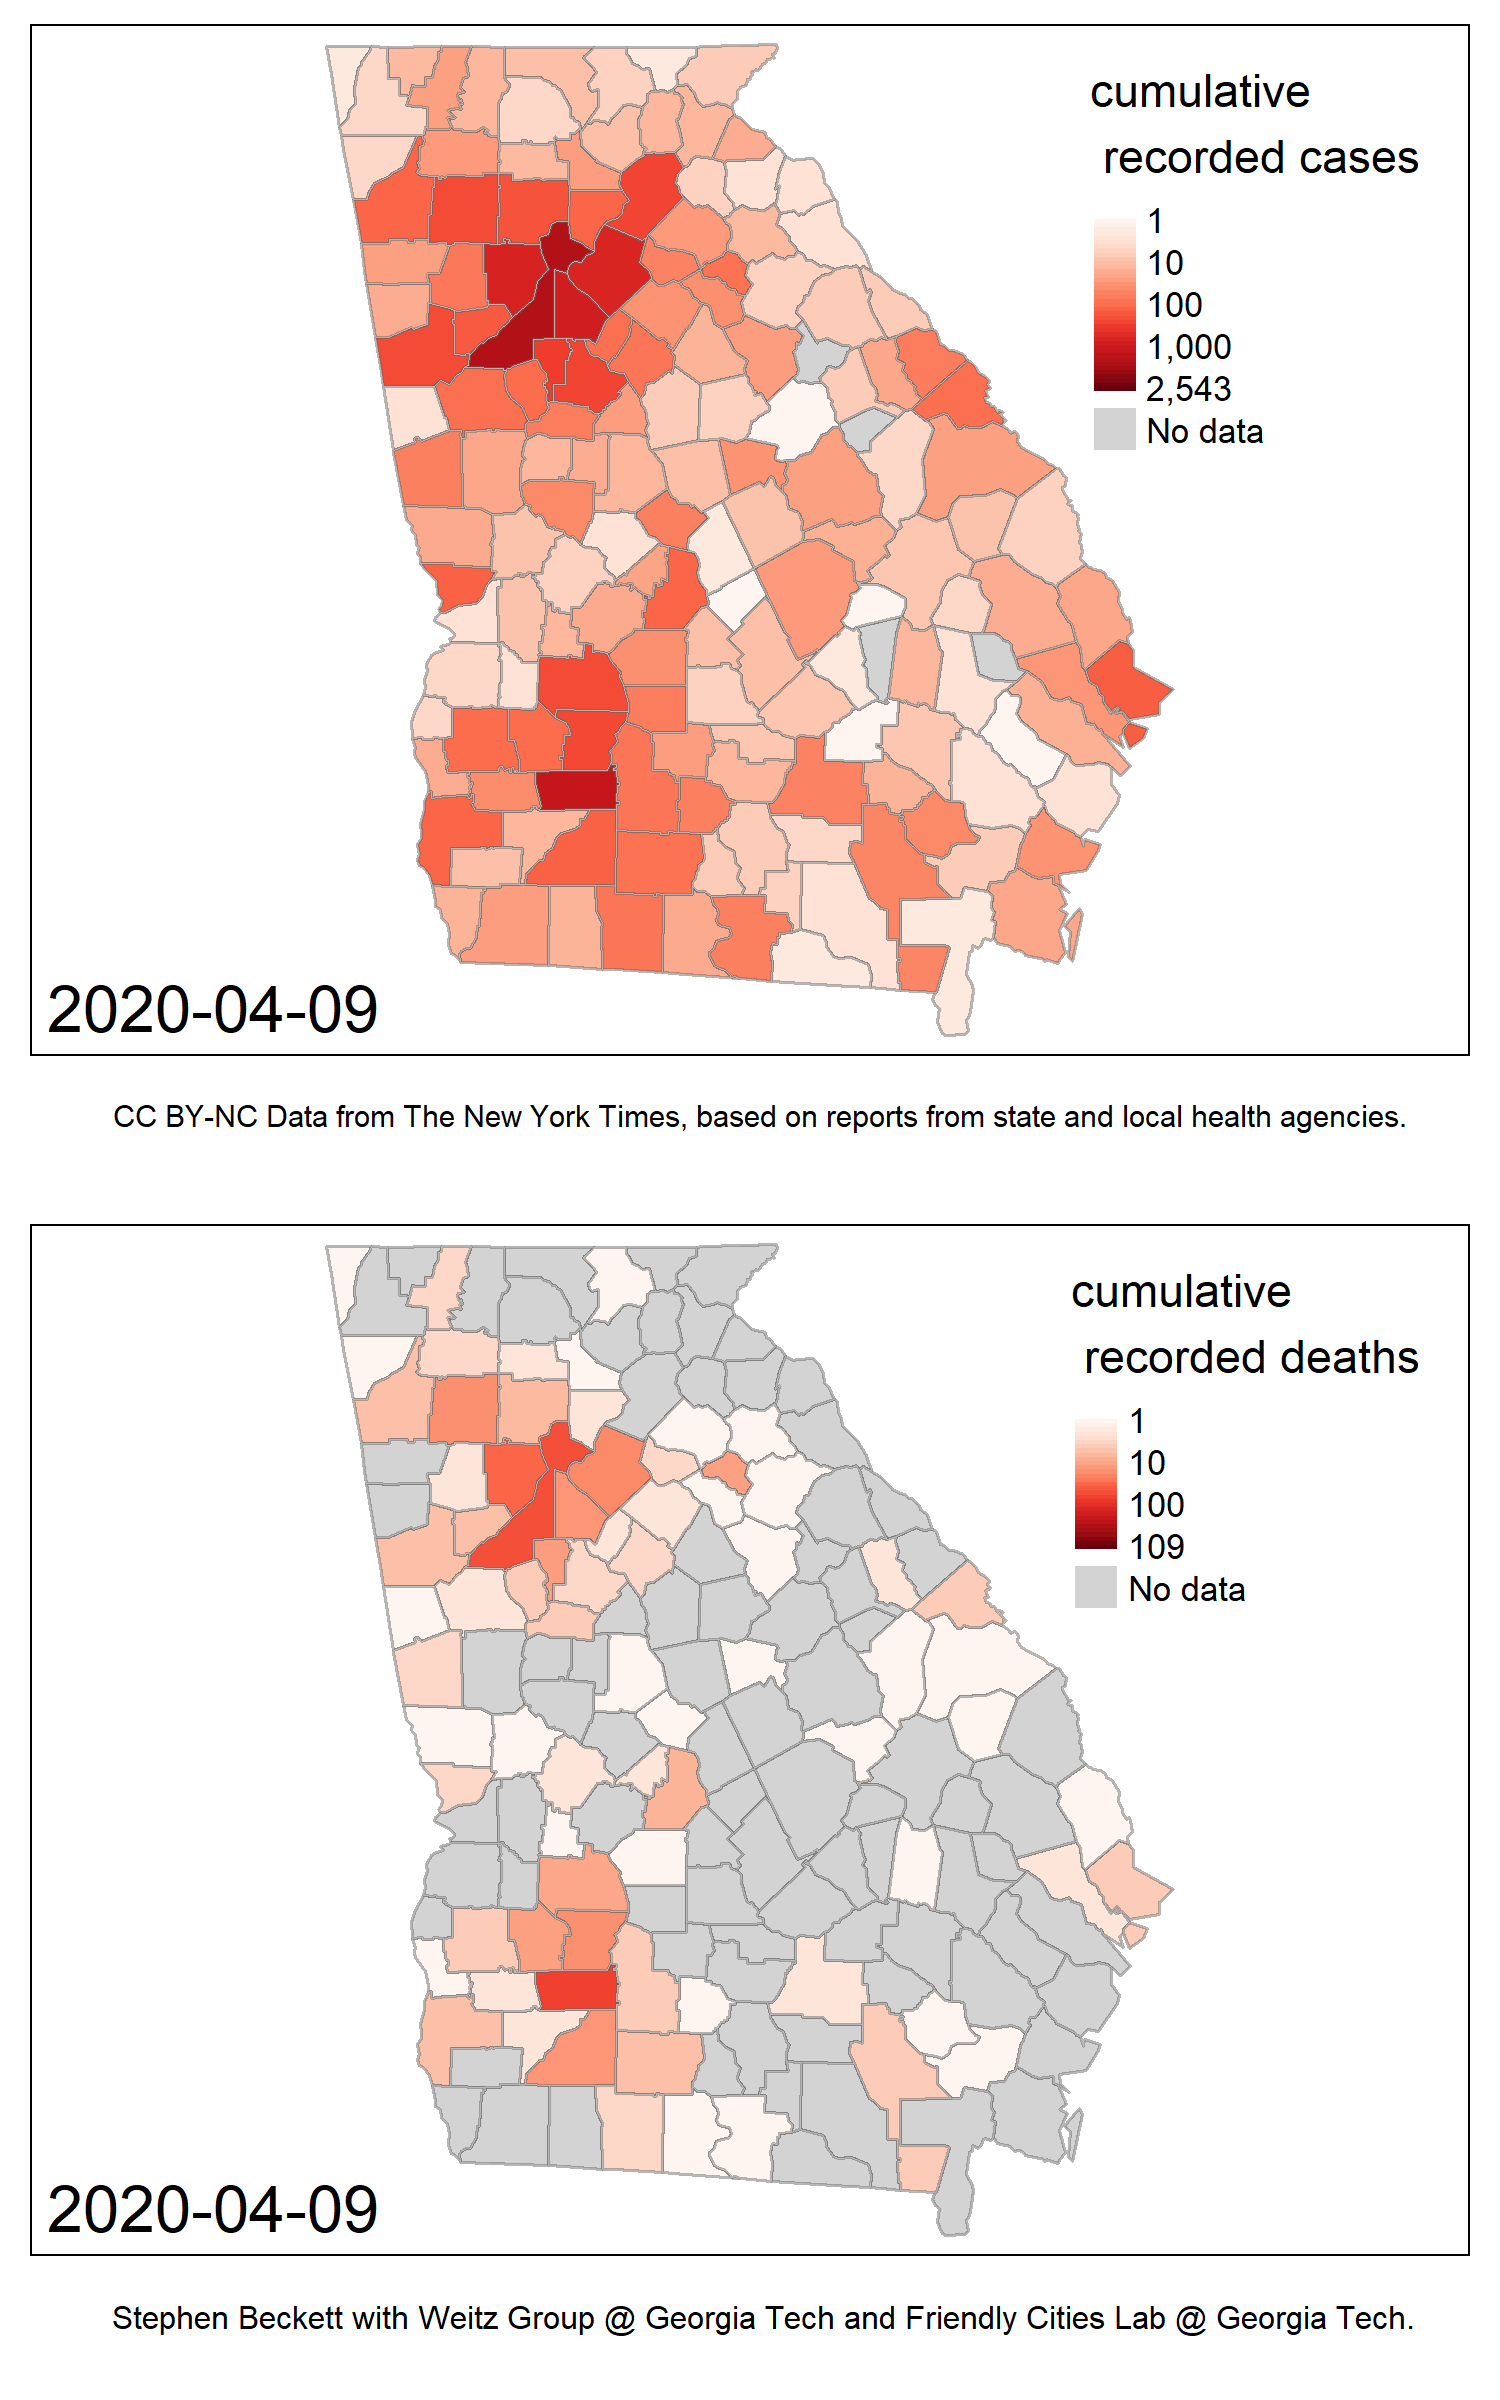 cumulative
recorded cases
1
10
100
1,000
2,543
No data
2020-04-09
CC BY-NC Data from The New York Times, based on reports from state and local health agencies.
cumulative
recorded deaths
1
10
100
109
No data
2020-04-09
Stephen Beckett with Weitz Group @ Georgia Tech and Friendly Cities Lab @ Georgia Tech.